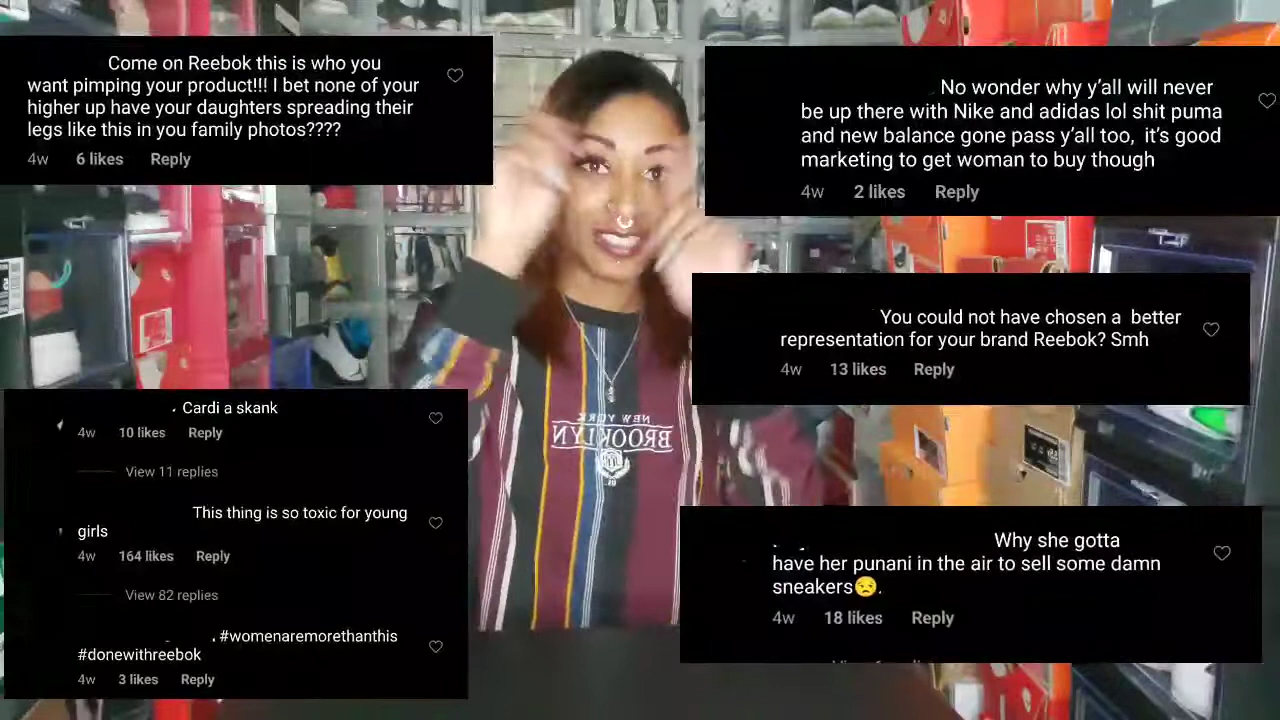 Come on Reebok this is who you
want pimping your product!!! I bet none of your
higher up have your daughters spreading their
legs like this in you family photos????
4w 6 likes Reply
No wonder why y'all will never
be up there with Nike and adidas lol shit puma
and new balance gone pass y'all too, it's good
marketing to get woman to buy though
4w 2 likes Reply
You could not have chosen a better
representation for your brand Reebok? Smh
4w 13 likes Reply
Cardi a skank
4w 10 likes Reply
View 11 replies
This thing is so toxic for young
girls
4w 164 likes Reply
View 82 replies
#womenaremorethanthis
#donewithreebok
4w 3 likes Reply
NEW YORK
BROOKLYN
Why she gotta
have her punani in the air to sell some damn
sneakers😒.
4w 18 likes Reply